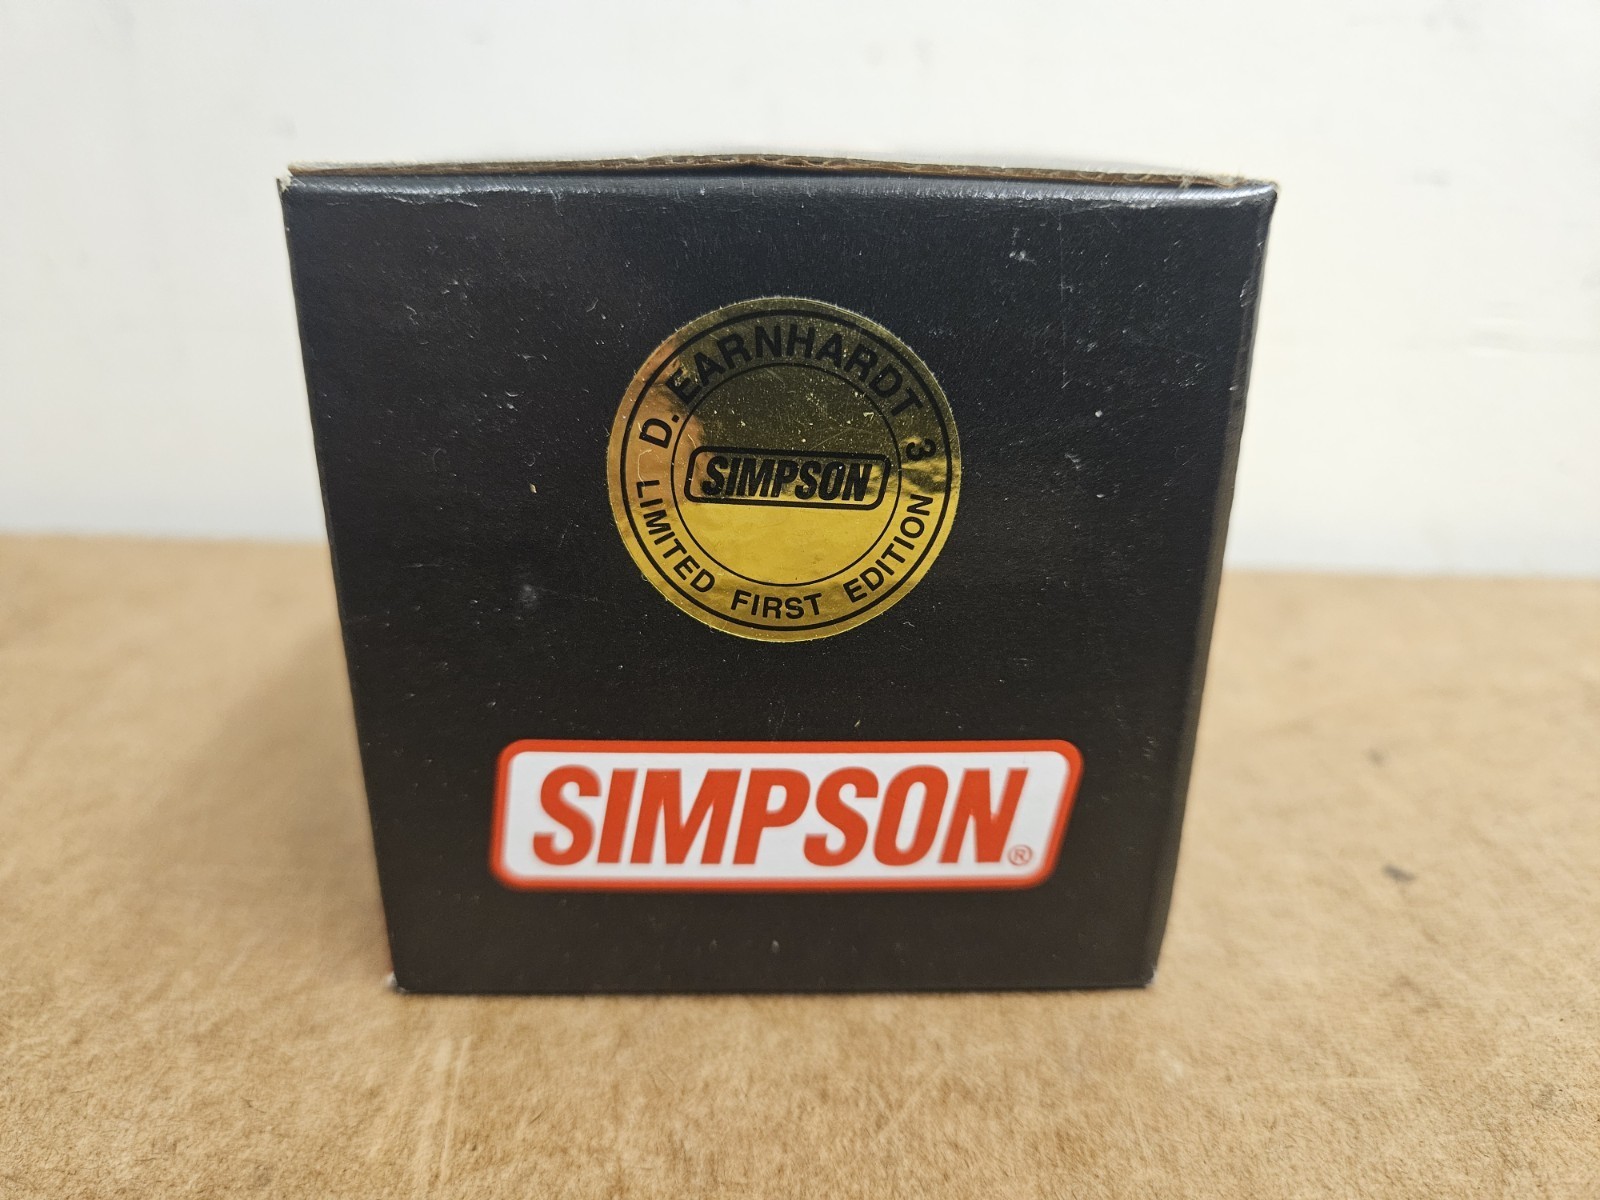 D. EARNHARDT 3
SIMPSON
LIMITED FIRST EDITION
SIMPSON®